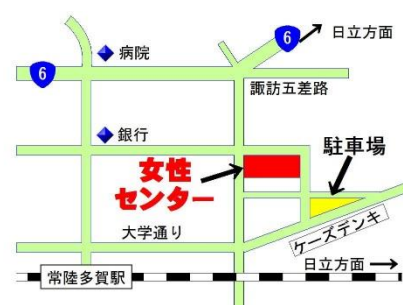 6
日立方面
病院
6
諏訪五差路
銀行
駐車場
女性
センター
大学通り
ケーズデンキ
日立方面
常陸多賀駅